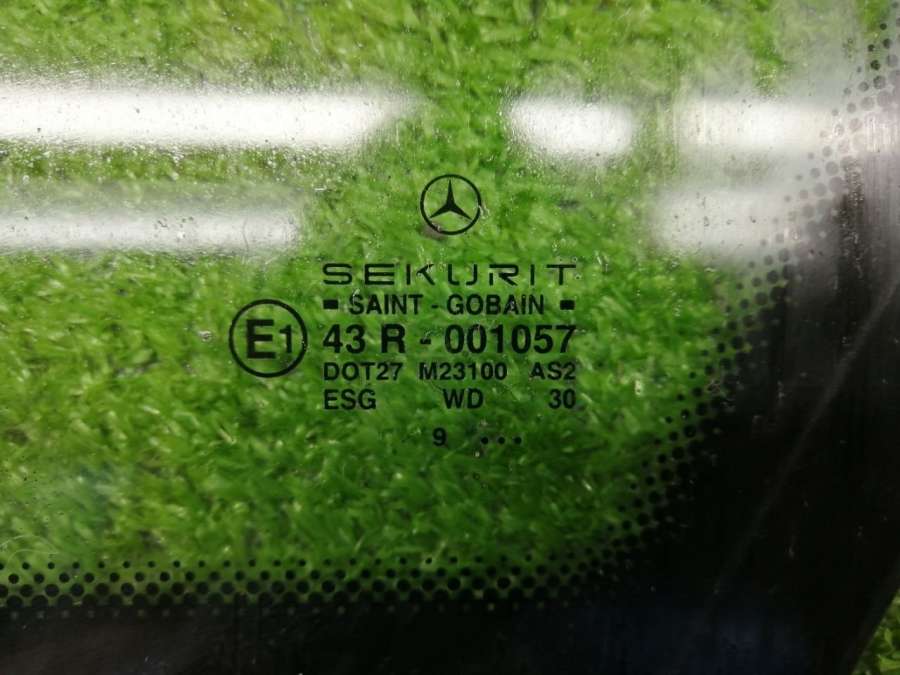 SEKURIT
SAINT - GOBAIN
E1
43 R - 001057
DOT27 M23100 AS2
ESG WD 30
9 ...